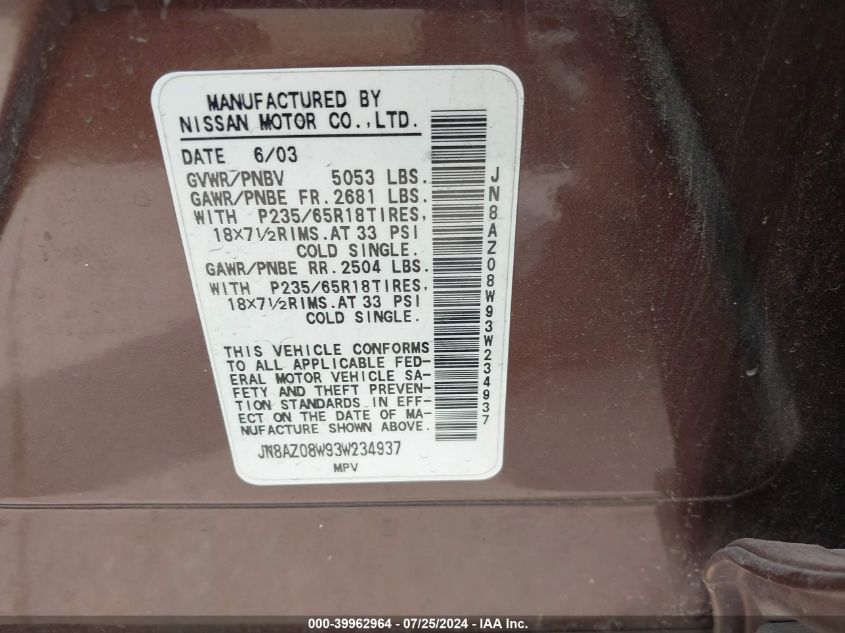 MANUFACTURED BY
NISSAN MOTOR CO.,LTD.
DATE 6/03
GVWR/PNBV 5053 LBS.
GAWR/PNBE FR. 2681 LBS.
WITH P235/65R18TIRES,
18X7½RIMS.AT 33 PSI
COLD SINGLE.
GAWR/PNBE RR. 2504 LBS.
WITH P235/65R18TIRES,
18X7½RIMS.AT 33 PSI
COLD SINGLE.
THIS VEHICLE CONFORMS
TO ALL APPLICABLE FED-
ERAL MOTOR VEHICLE SA-
FETY AND THEFT PREVEN-
TION STANDARDS IN EFF-
ECT ON THE DATE OF MA-
NUFACTURE SHOWN ABOVE.
JN8AZ08W93W234937
MPV
JN8AZ08W93W234937
000-39962964 - 07/25/2024 - IAA Inc.